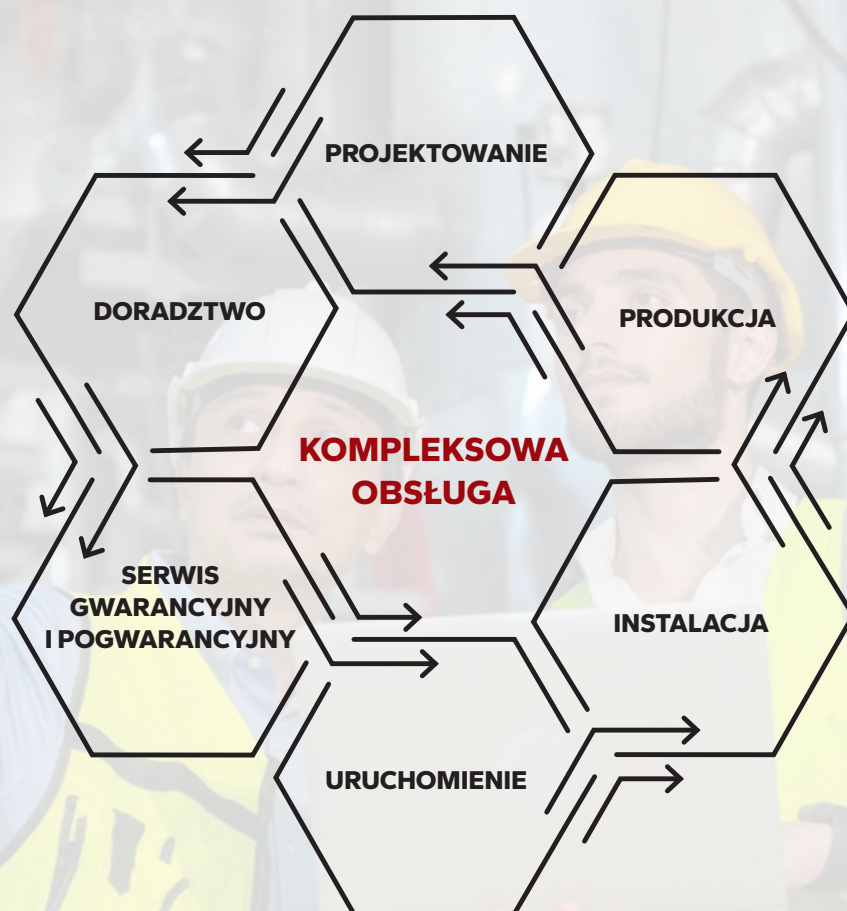 PROJEKTOWANIE
DORADZTWO
PRODUKCJA
KOMPLEKSOWA
OBSŁUGA
SERWIS
GWARANCYJNY
I POGWARANCYJNY
INSTALACJA
URUCHOMIENIE